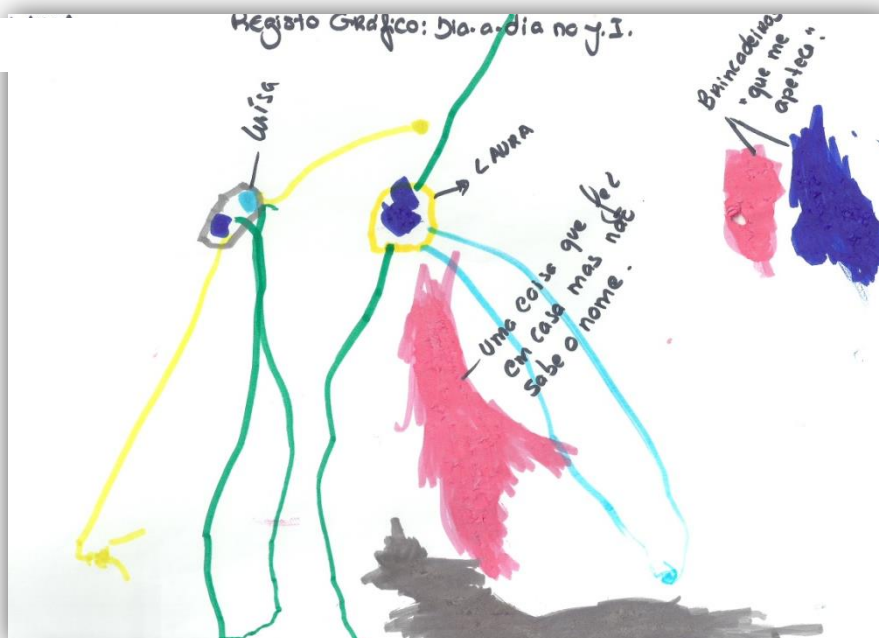 Registo Gráfico: Dia-a-dia no J.I.
Luísa
LAURA
Brincadeiras
"que me
apetece".
uma coisa que fez
em casa mas não
sabe o nome.